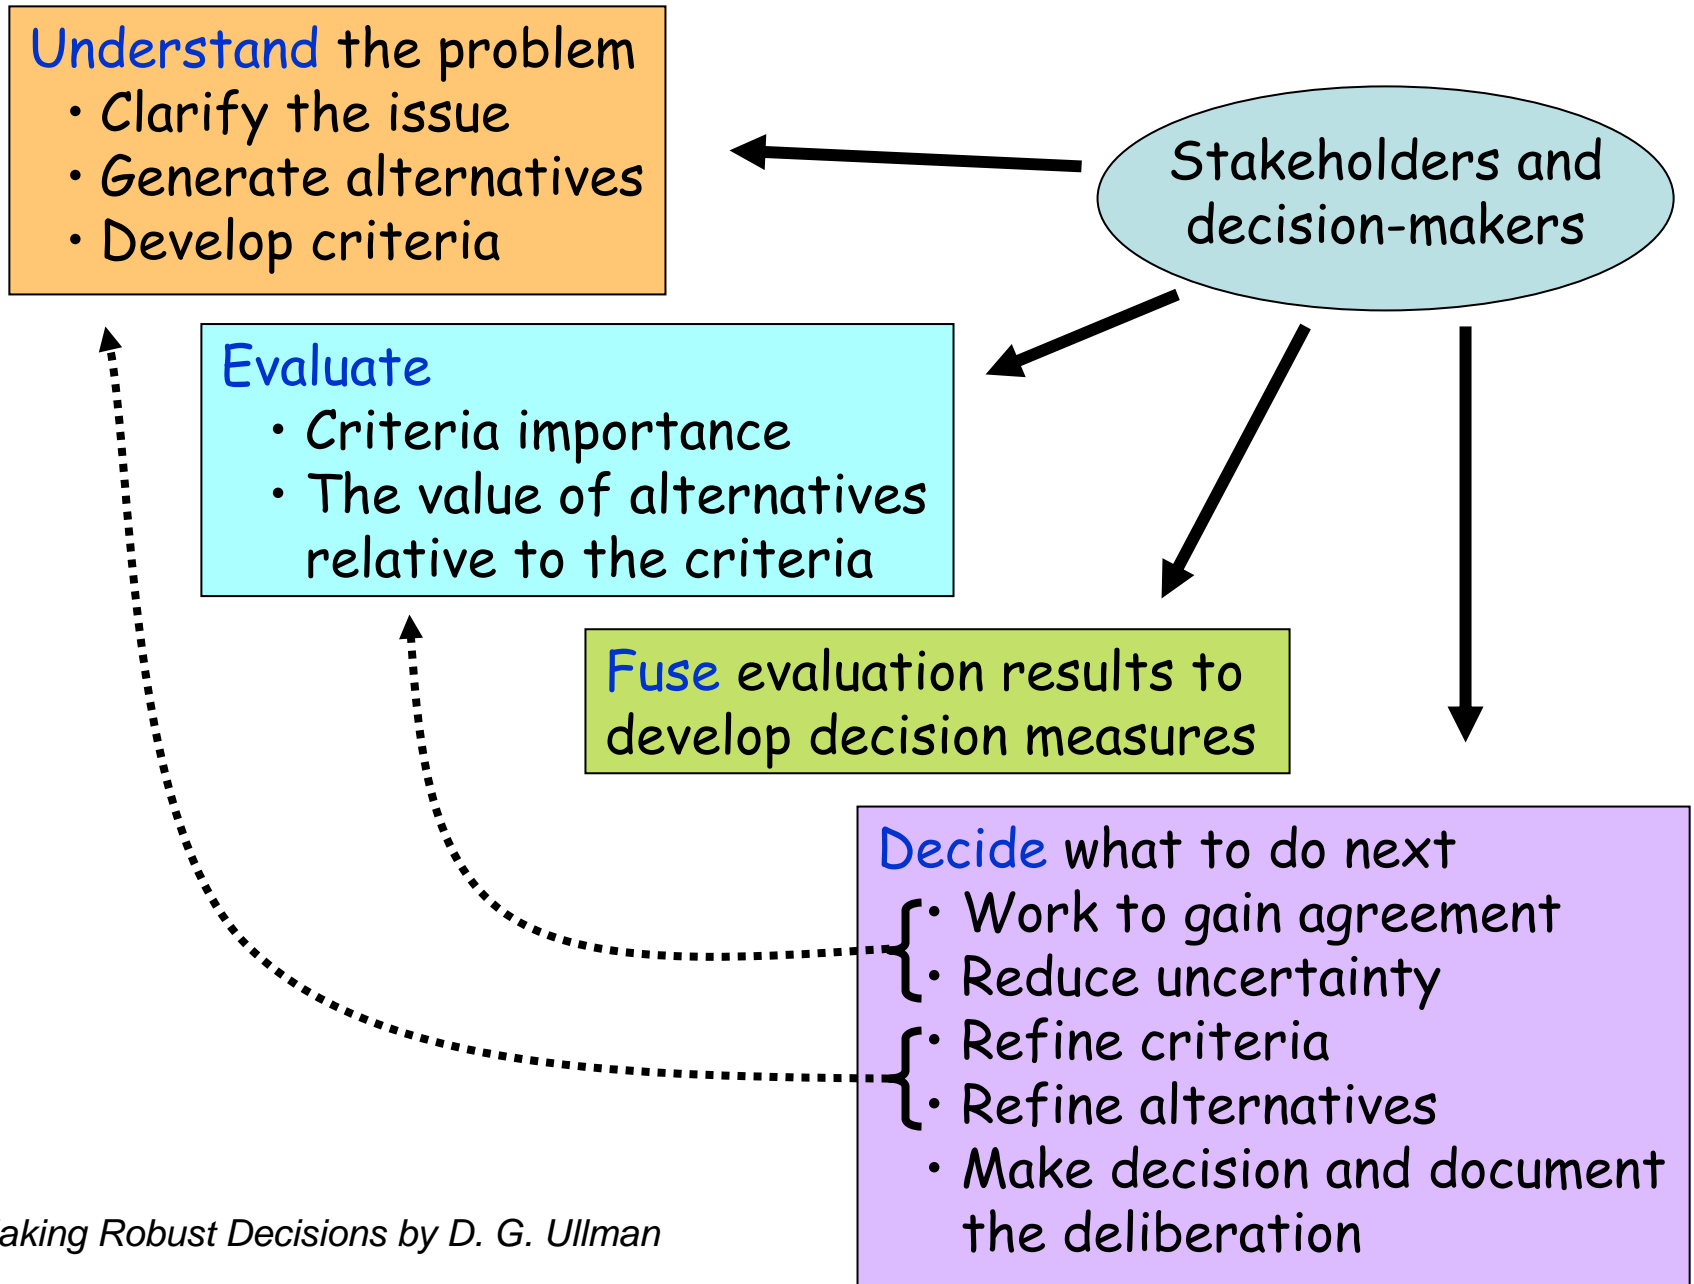 Understand the problem
• Clarify the issue
• Generate alternatives
• Develop criteria
Stakeholders and
decision-makers
Evaluate
• Criteria importance
• The value of alternatives
relative to the criteria
Fuse evaluation results to
develop decision measures
Decide what to do next
• Work to gain agreement
• Reduce uncertainty
• Refine criteria
• Refine alternatives
• Make decision and document
the deliberation
aking Robust Decisions by D. G. Ullman